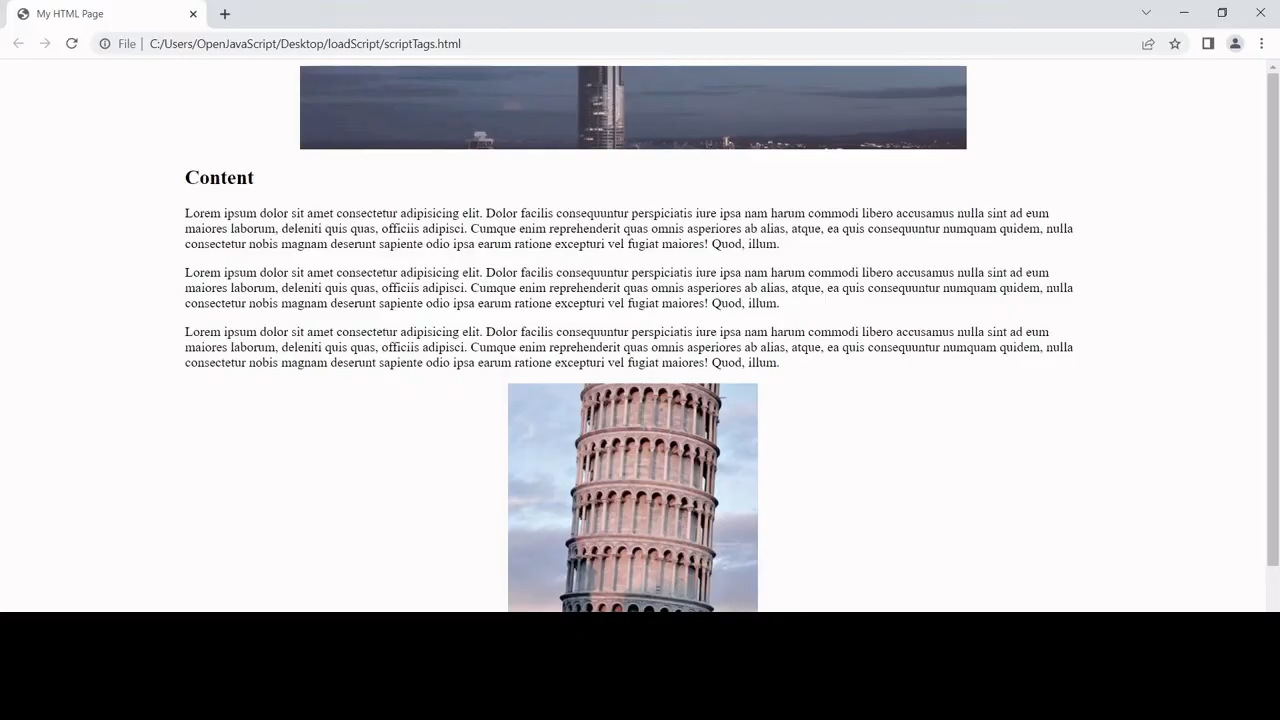 My HTML Page
File
C:/Users/OpenJavaScript/Desktop/loadScript/scriptTags.html
Content
Lorem ipsum dolor sit amet consectetur adipisicing elit. Dolor facilis consequuntur perspiciatis iure ipsa nam harum commodi libero accusamus nulla sint ad eum
maiores laborum, deleniti quis quas, officiis adipisci. Cumque enim reprehenderit quas omnis asperiores ab alias, atque, ea quis consequuntur numquam quidem, nulla
consectetur nobis magnam deserunt sapiente odio ipsa earum ratione excepturi vel fugiat maiores! Quod, illum.
Lorem ipsum dolor sit amet consectetur adipisicing elit. Dolor facilis consequuntur perspiciatis iure ipsa nam harum commodi libero accusamus nulla sint ad eum
maiores laborum, deleniti quis quas, officiis adipisci. Cumque enim reprehenderit quas omnis asperiores ab alias, atque, ea quis consequuntur numquam quidem, nulla
consectetur nobis magnam deserunt sapiente odio ipsa earum ratione excepturi vel fugiat maiores! Quod, illum.
Lorem ipsum dolor sit amet consectetur adipisicing elit. Dolor facilis consequuntur perspiciatis iure ipsa nam harum commodi libero accusamus nulla sint ad eum
maiores laborum, deleniti quis quas, officiis adipisci. Cumque enim reprehenderit quas omnis asperiores ab alias, atque, ea quis consequuntur numquam quidem, nulla
consectetur nobis magnam deserunt sapiente odio ipsa earum ratione excepturi vel fugiat maiores! Quod, illum.